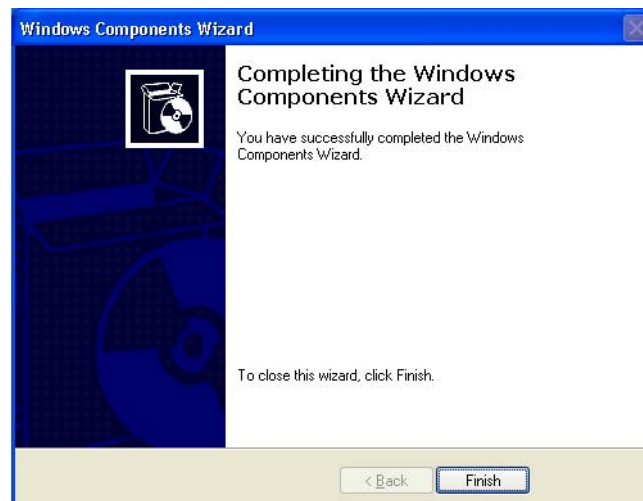 Windows Components Wizard
Completing the Windows
Components Wizard
You have successfully completed the Windows
Components Wizard.
To close this wizard, click Finish.
< Back
Finish